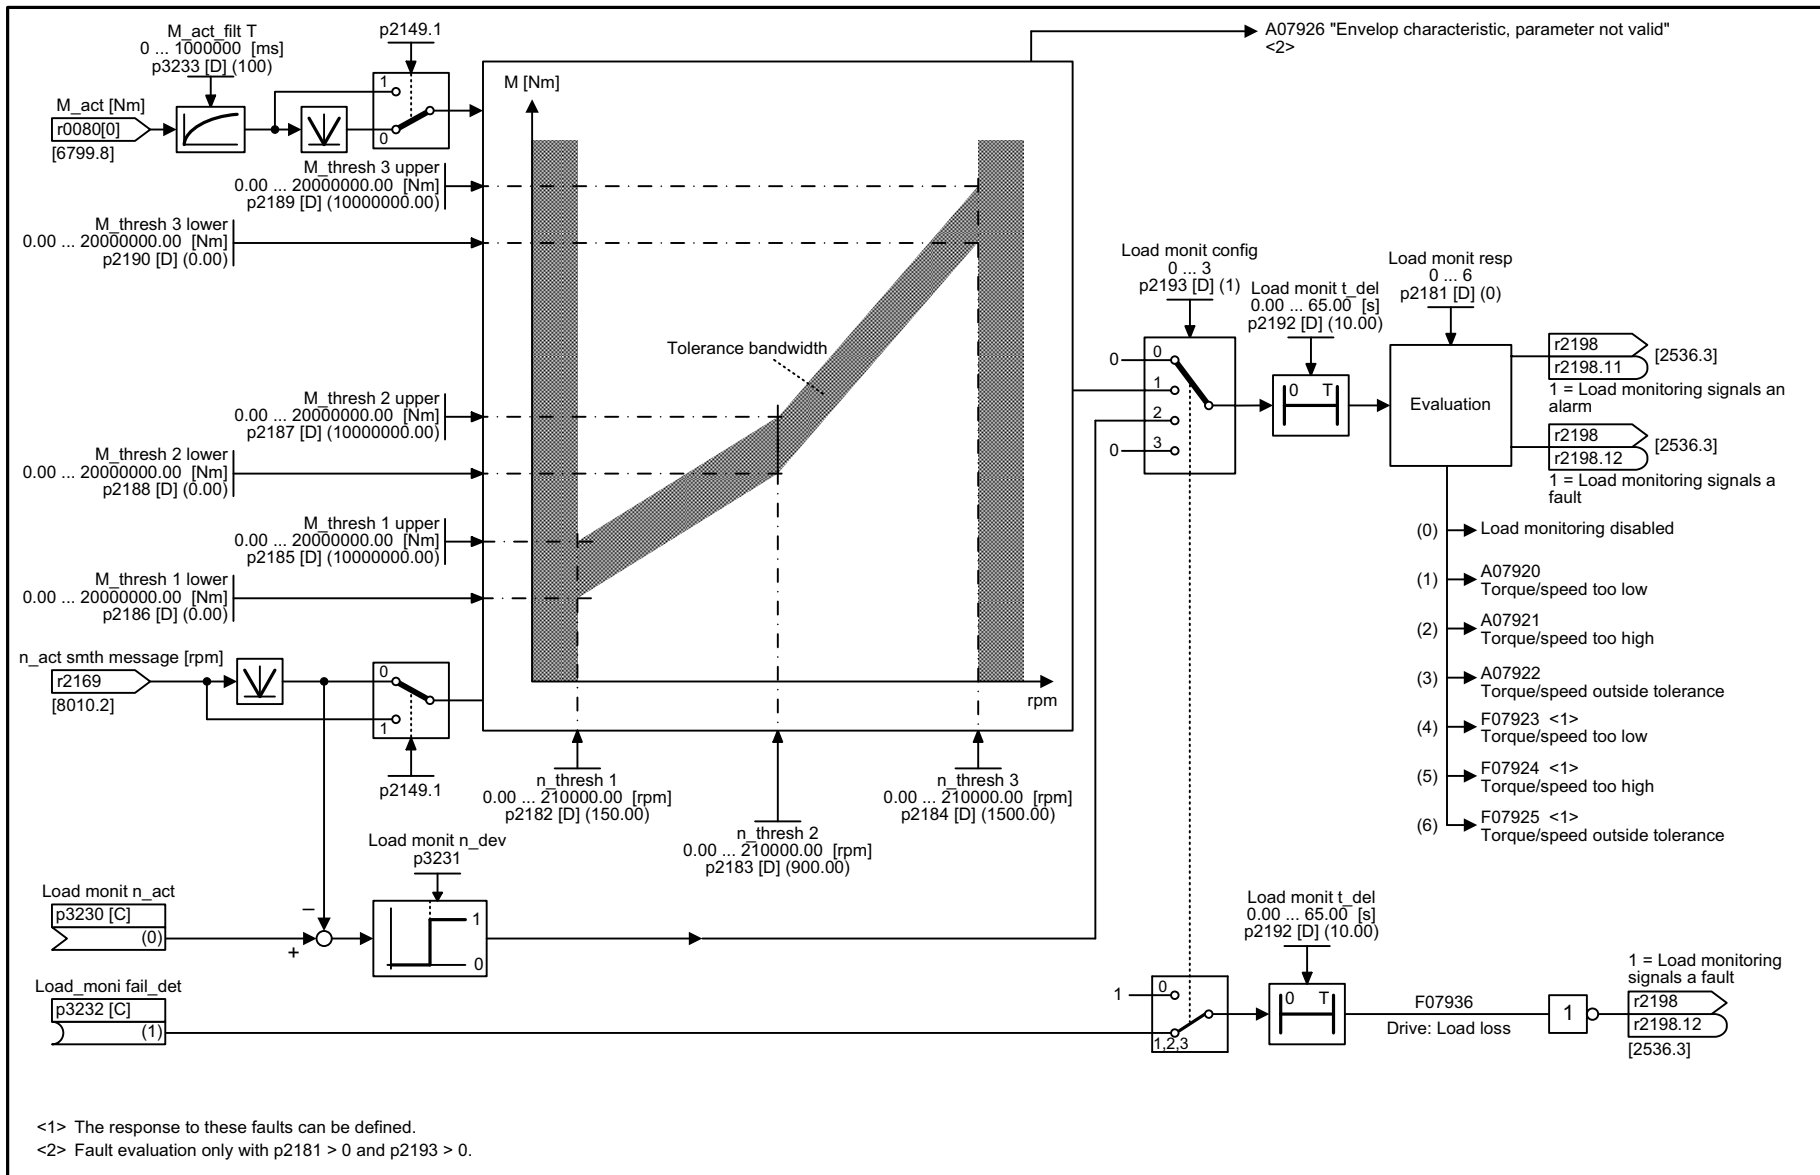 M_act_filt T
0 ... 1000000 [ms]
p3233 [D] (100)
p2149.1
A07926 "Envelop characteristic, parameter not valid"
<2>
M_act [Nm]
r0080[0]
[6799.8]
1
0
M [Nm]
M_thresh 3 upper
0.00 ... 20000000.00 [Nm]
p2189 [D] (10000000.00)
M_thresh 3 lower
0.00 ... 20000000.00 [Nm]
p2190 [D] (0.00)
Tolerance bandwidth
M_thresh 2 upper
0.00 ... 20000000.00 [Nm]
p2187 [D] (10000000.00)
M_thresh 2 lower
0.00 ... 20000000.00 [Nm]
p2188 [D] (0.00)
M_thresh 1 upper
0.00 ... 20000000.00 [Nm]
p2185 [D] (10000000.00)
M_thresh 1 lower
0.00 ... 20000000.00 [Nm]
p2186 [D] (0.00)
n_act smth message [rpm]
r2169
[8010.2]
0
1
p2149.1
rpm
n_thresh 1
0.00 ... 210000.00 [rpm]
p2182 [D] (150.00)
n_thresh 2
0.00 ... 210000.00 [rpm]
p2183 [D] (900.00)
n_thresh 3
0.00 ... 210000.00 [rpm]
p2184 [D] (1500.00)
Load monit config
0 ... 3
p2193 [D] (1)
0
0
1
2
0
3
Load monit t_del
0.00 ... 65.00 [s]
p2192 [D] (10.00)
0 T
Load monit resp
0 ... 6
p2181 [D] (0)
Evaluation
r2198
r2198.11
[2536.3]
1 = Load monitoring signals an
alarm
r2198
r2198.12
[2536.3]
1 = Load monitoring signals a
fault
(0) Load monitoring disabled
(1) A07920
Torque/speed too low
(2) A07921
Torque/speed too high
(3) A07922
Torque/speed outside tolerance
(4) F07923 <1>
Torque/speed too low
(5) F07924 <1>
Torque/speed too high
(6) F07925 <1>
Torque/speed outside tolerance
Load monit n_dev
p3231
1
0
Load monit n_act
p3230 [C]
(0)
–
+
Load_moni fail_det
p3232 [C]
(1)
1
0
1,2,3
Load monit t_del
0.00 ... 65.00 [s]
p2192 [D] (10.00)
0 T
F07936
Drive: Load loss
1
1 = Load monitoring
signals a fault
r2198
r2198.12
[2536.3]
<1> The response to these faults can be defined.
<2> Fault evaluation only with p2181 > 0 and p2193 > 0.